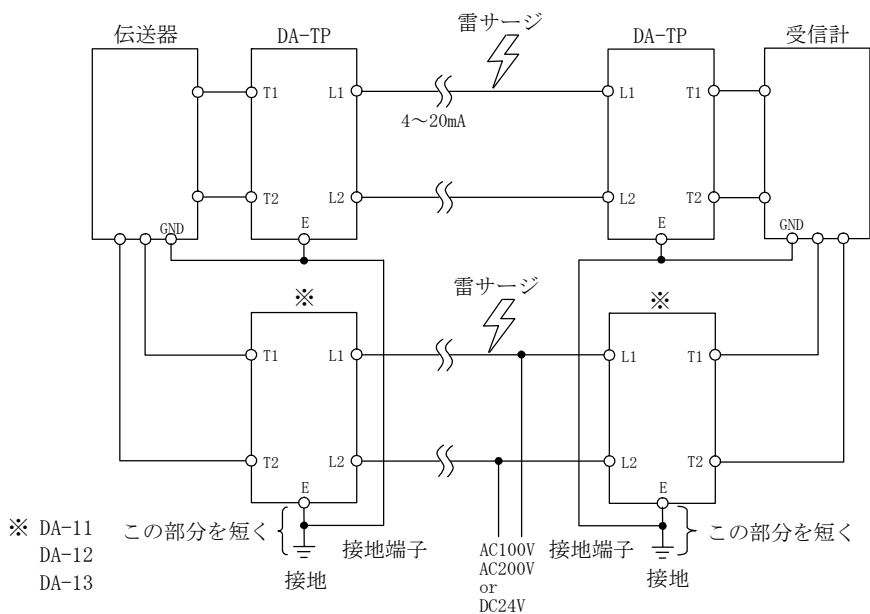 雷サージ
伝送器
DA-TP
DA-TP
受信計
T1
L1
L1
T1
4～20mA
T2
L2
L2
T2
GND
E
E
GND
※
雷サージ
※
T1
L1
L1
T1
T2
L2
L2
T2
E
E
※ DA-11
DA-12
DA-13
この部分を短く
接地端子
接地
AC100V
AC200V
or
DC24V
接地端子
接地
この部分を短く